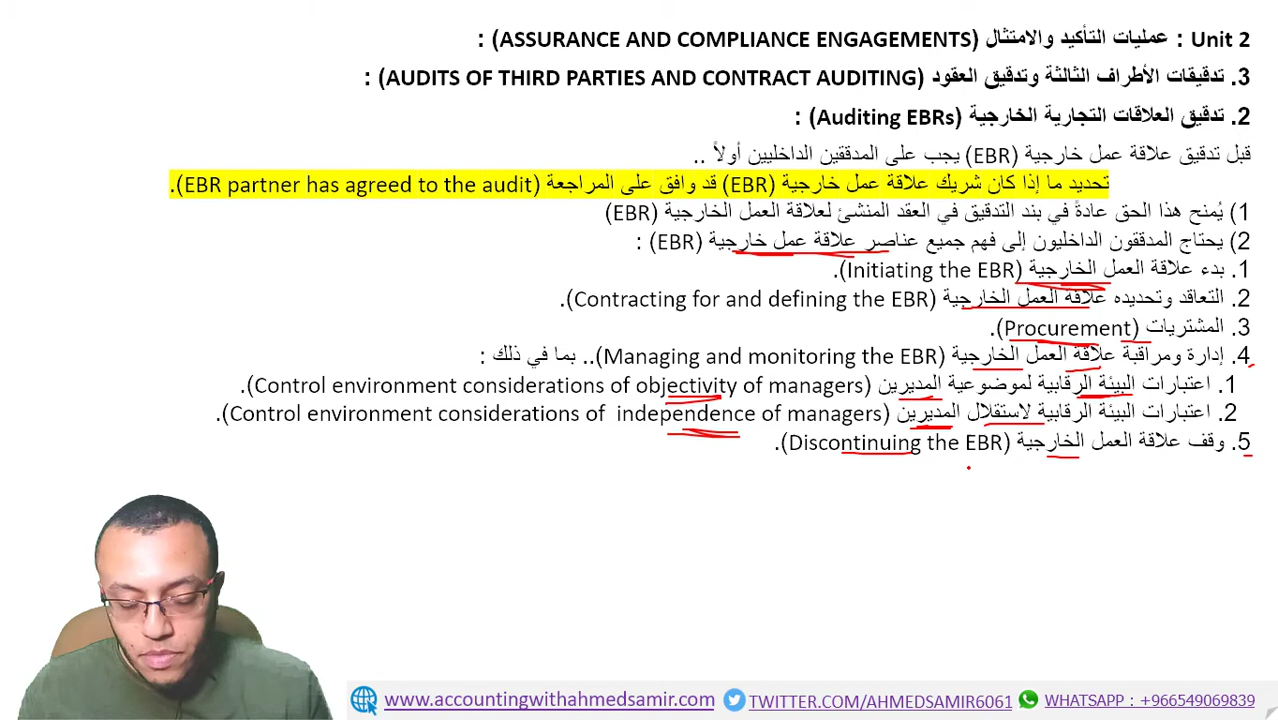 Unit 2 : عمليات التأكيد والامتثال (ASSURANCE AND COMPLIANCE ENGAGEMENTS) :
3. تدقيقات الأطراف الثالثة وتدقيق العقود (AUDITS OF THIRD PARTIES AND CONTRACT AUDITING) :
2. تدقيق العلاقات التجارية الخارجية (Auditing EBRs) :
قبل تدقيق علاقة عمل خارجية (EBR) يجب على المدققين الداخليين أولاً ..
تحديد ما إذا كان شريك علاقة عمل خارجية (EBR) قد وافق على المراجعة (EBR partner has agreed to the audit).
1) يُمنح هذا الحق عادةً في بند التدقيق في العقد المنشئ لعلاقة العمل الخارجية (EBR)
2) يحتاج المدققون الداخليون إلى فهم جميع عناصر علاقة عمل خارجية (EBR) :
1. بدء علاقة العمل الخارجية (Initiating the EBR).
2. التعاقد وتحديده علاقة العمل الخارجية (Contracting for and defining the EBR).
3. المشتريات (Procurement).
4. إدارة ومراقبة علاقة العمل الخارجية (Managing and monitoring the EBR).. بما في ذلك :
1. اعتبارات البيئة الرقابية لموضوعية المديرين (Control environment considerations of objectivity of managers).
2. اعتبارات البيئة الرقابية لاستقلال المديرين (Control environment considerations of independence of managers).
5. وقف علاقة العمل الخارجية (Discontinuing the EBR).
www.accountingwithahmedsamir.com TWITTER.COM/AHMEDSAMIR6061 WHATSAPP : +966549069839